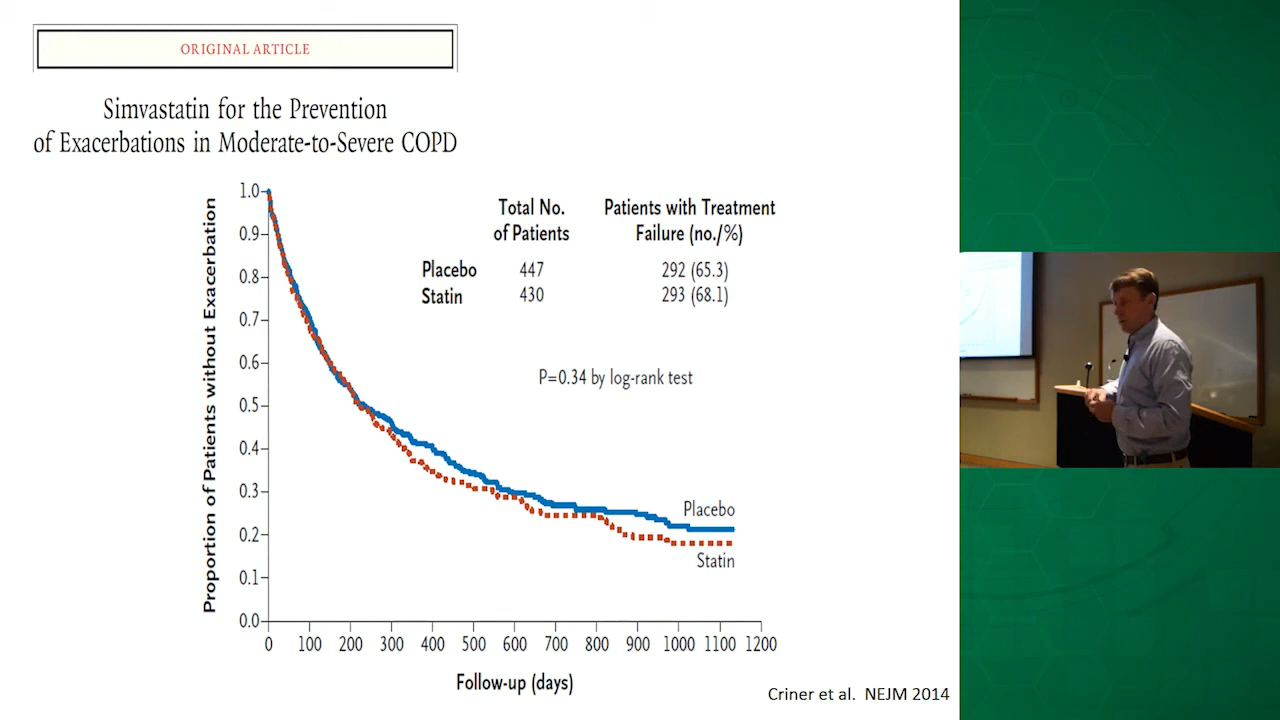 ORIGINAL ARTICLE
Simvastatin for the Prevention
of Exacerbations in Moderate-to-Severe COPD
Proportion of Patients without Exacerbation
1.0
0.9
0.8
0.7
0.6
0.5
0.4
0.3
0.2
0.1
0.0
Total No. Patients with Treatment
of Patients Failure (no./%)
Placebo 447 292 (65.3)
Statin 430 293 (68.1)
P=0.34 by log-rank test
Placebo
Statin
0 100 200 300 400 500 600 700 800 900 1000 1100 1200
Follow-up (days)
Criner et al. NEJM 2014